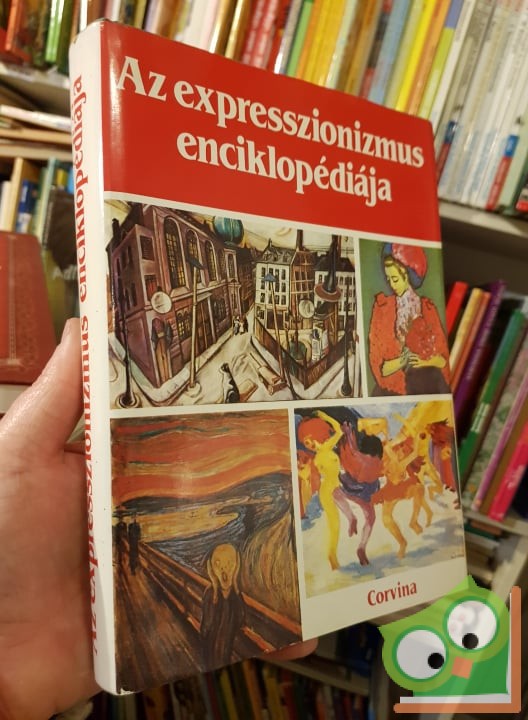 Az expresszionizmus
enciklopédiája
Corvina
Az expresszionizmus enciklopédiája